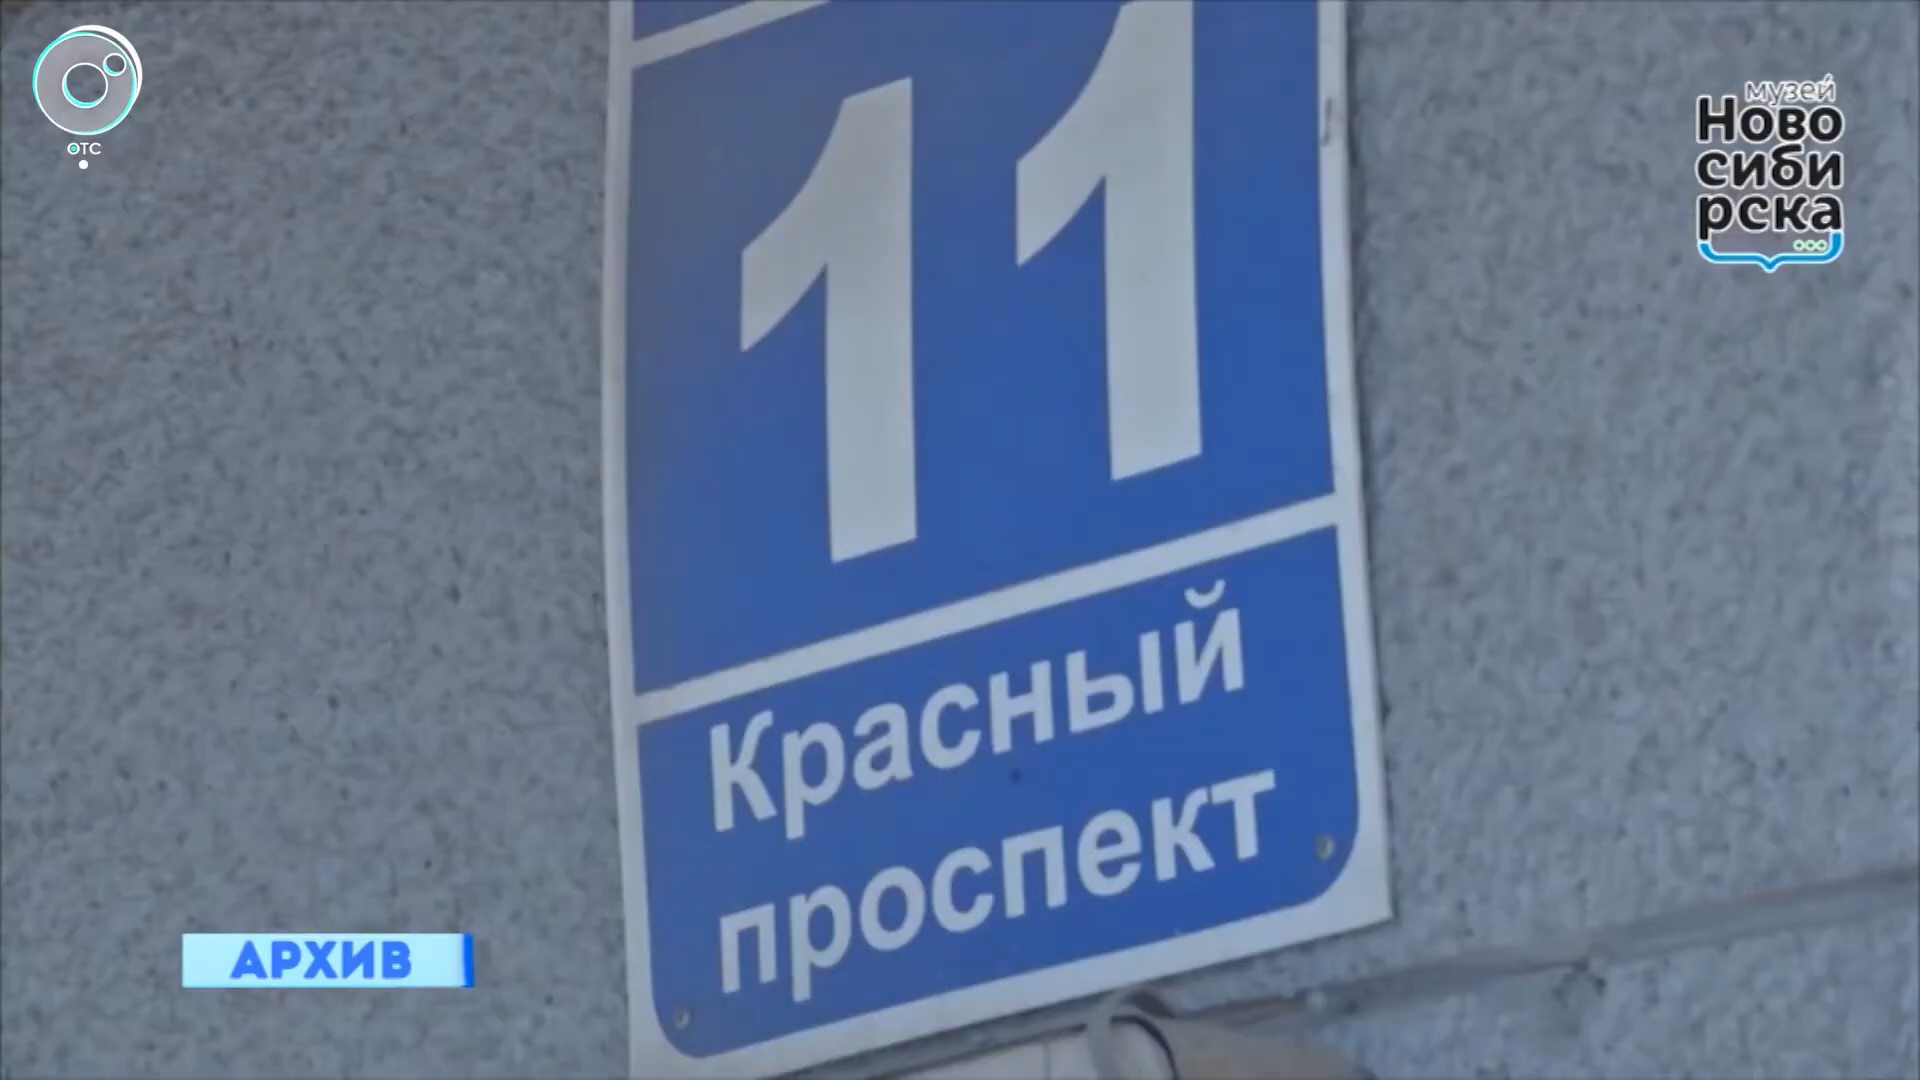 ОТС
музей
Ново
сиби
рска
11
Красный
проспект
АРХИВ